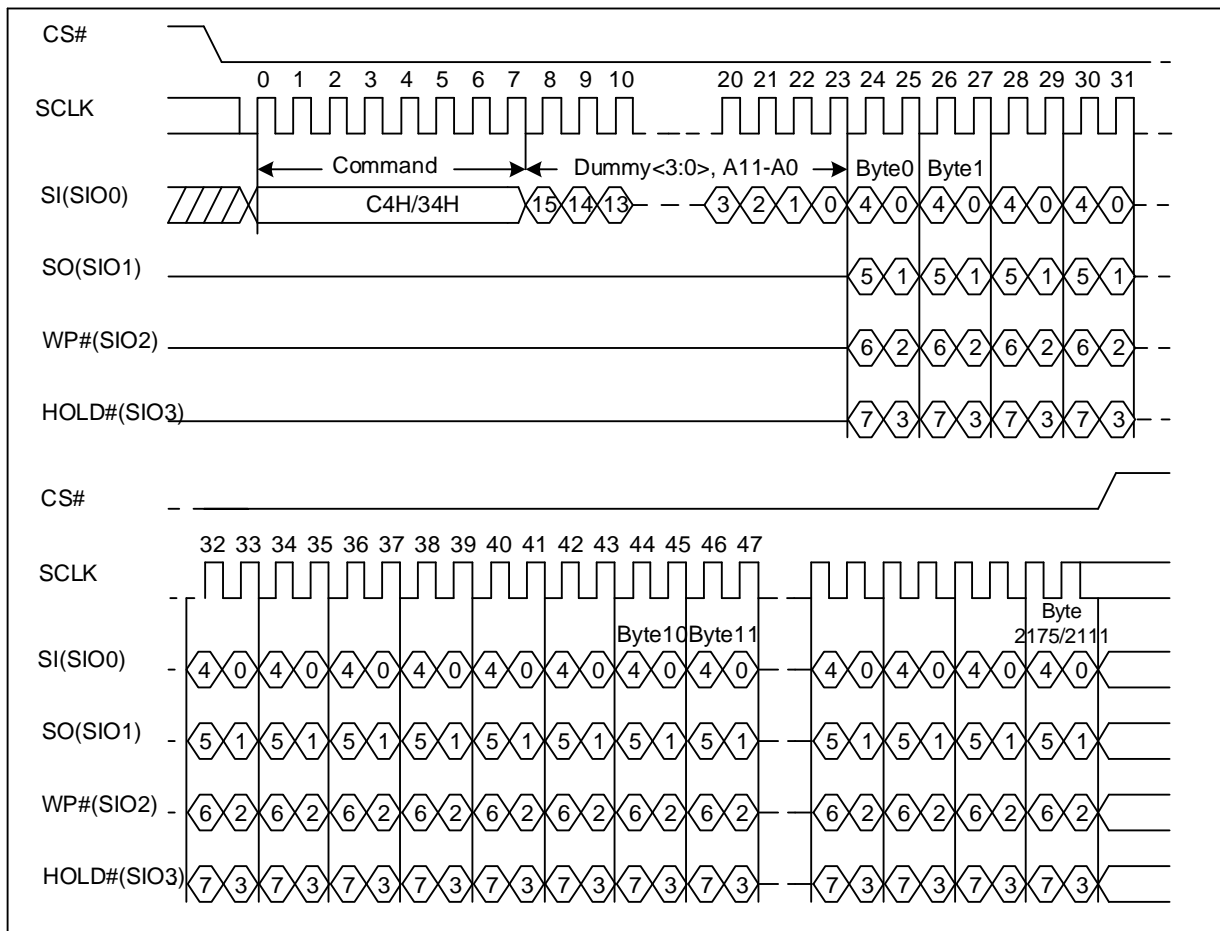 CS#
0 1 2 3 4 5 6 7 8 9 10 20 21 22 23 24 25 26 27 28 29 30 31
SCLK
Command Dummy<3:0>, A11-A0 Byte0 Byte1
SI(SIO0) C4H/34H 15 14 13 3 2 1 0 4 0 4 0 4 0 4 0
SO(SIO1) 5 1 5 1 5 1 5 1
WP#(SIO2) 6 2 6 2 6 2 6 2
HOLD#(SIO3) 7 3 7 3 7 3 7 3
CS#
32 33 34 35 36 37 38 39 40 41 42 43 44 45 46 47
SCLK
Byte
Byte10 Byte11 2175/2111
SI(SIO0) 4 0 4 0 4 0 4 0 4 0 4 0 4 0 4 0 4 0 4 0 4 0 4 0
SO(SIO1) 5 1 5 1 5 1 5 1 5 1 5 1 5 1 5 1 5 1 5 1 5 1 5 1
WP#(SIO2) 6 2 6 2 6 2 6 2 6 2 6 2 6 2 6 2 6 2 6 2 6 2 6 2
HOLD#(SIO3) 7 3 7 3 7 3 7 3 7 3 7 3 7 3 7 3 7 3 7 3 7 3 7 3